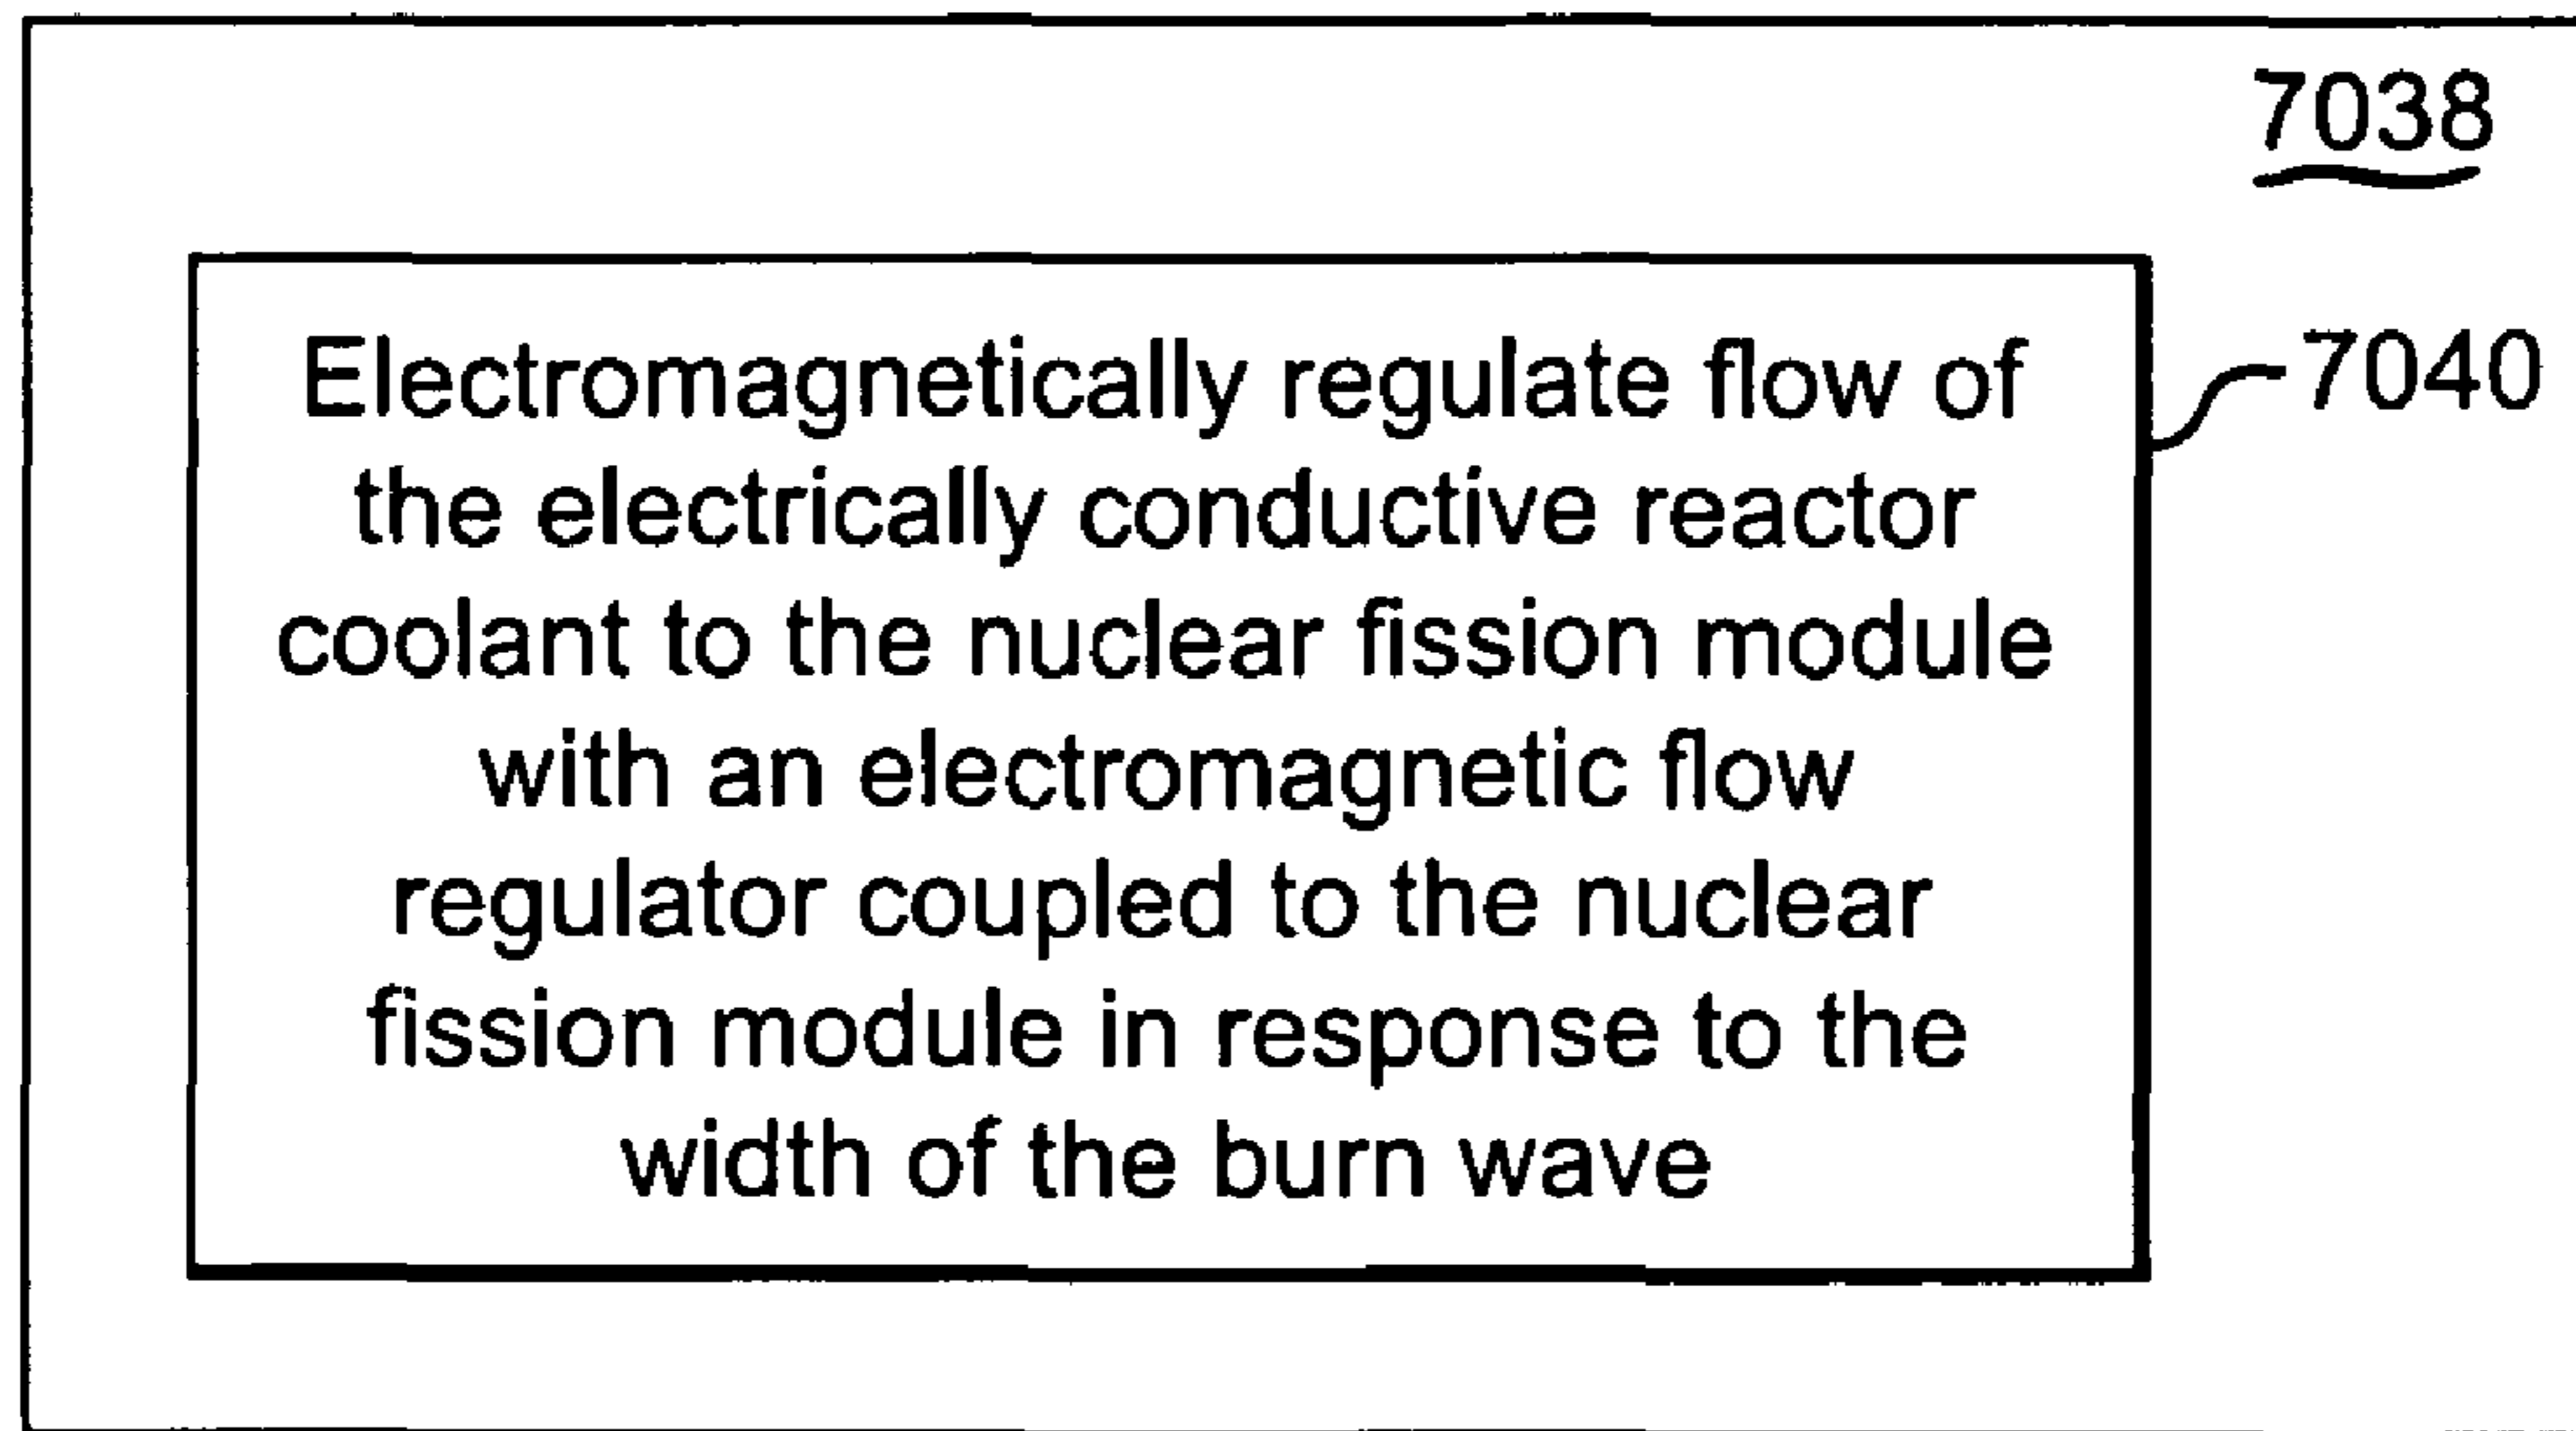 7038
Electromagnetically regulate flow of
the electrically conductive reactor
coolant to the nuclear fission module
with an electromagnetic flow
regulator coupled to the nuclear
fission module in response to the
width of the burn wave
7040